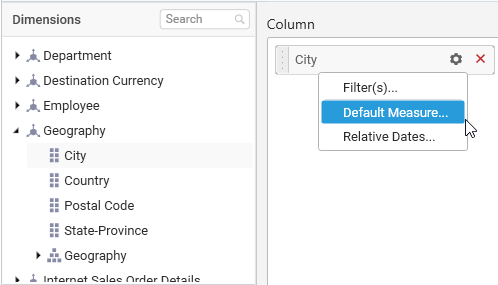 Dimensions
Search
Department
Destination Currency
Employee
Geography
City
Country
Postal Code
State-Province
Geography
Internet Sales Order Details
Column
City
Filter(s)...
Default Measure...
Relative Dates...